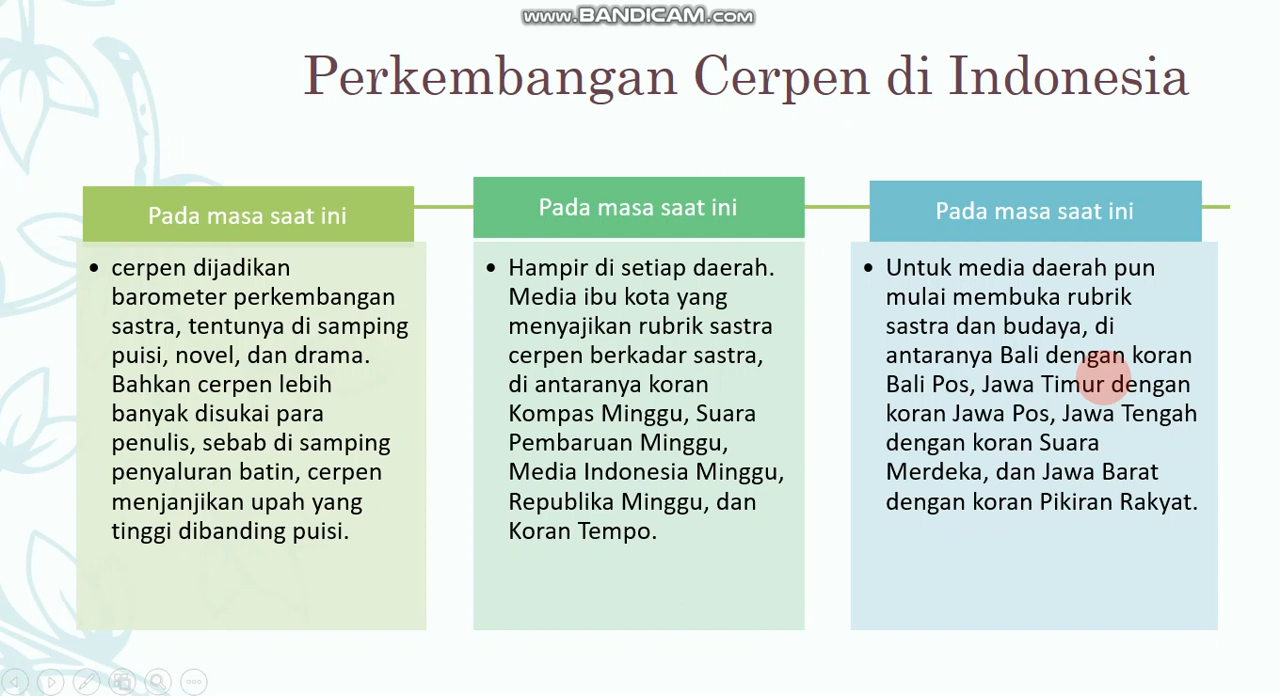 www.BANDICAM.com
Perkembangan Cerpen di Indonesia
Pada masa saat ini
• cerpen dijadikan
barometer perkembangan
sastra, tentunya di samping
puisi, novel, dan drama.
Bahkan cerpen lebih
banyak disukai para
penulis, sebab di samping
penyaluran batin, cerpen
menjanjikan upah yang
tinggi dibanding puisi.
Pada masa saat ini
• Hampir di setiap daerah.
Media ibu kota yang
menyajikan rubrik sastra
cerpen berkadar sastra,
di antaranya koran
Kompas Minggu, Suara
Pembaruan Minggu,
Media Indonesia Minggu,
Republika Minggu, dan
Koran Tempo.
Pada masa saat ini
• Untuk media daerah pun
mulai membuka rubrik
sastra dan budaya, di
antaranya Bali dengan koran
Bali Pos, Jawa Timur dengan
koran Jawa Pos, Jawa Tengah
dengan koran Suara
Merdeka, dan Jawa Barat
dengan koran Pikiran Rakyat.